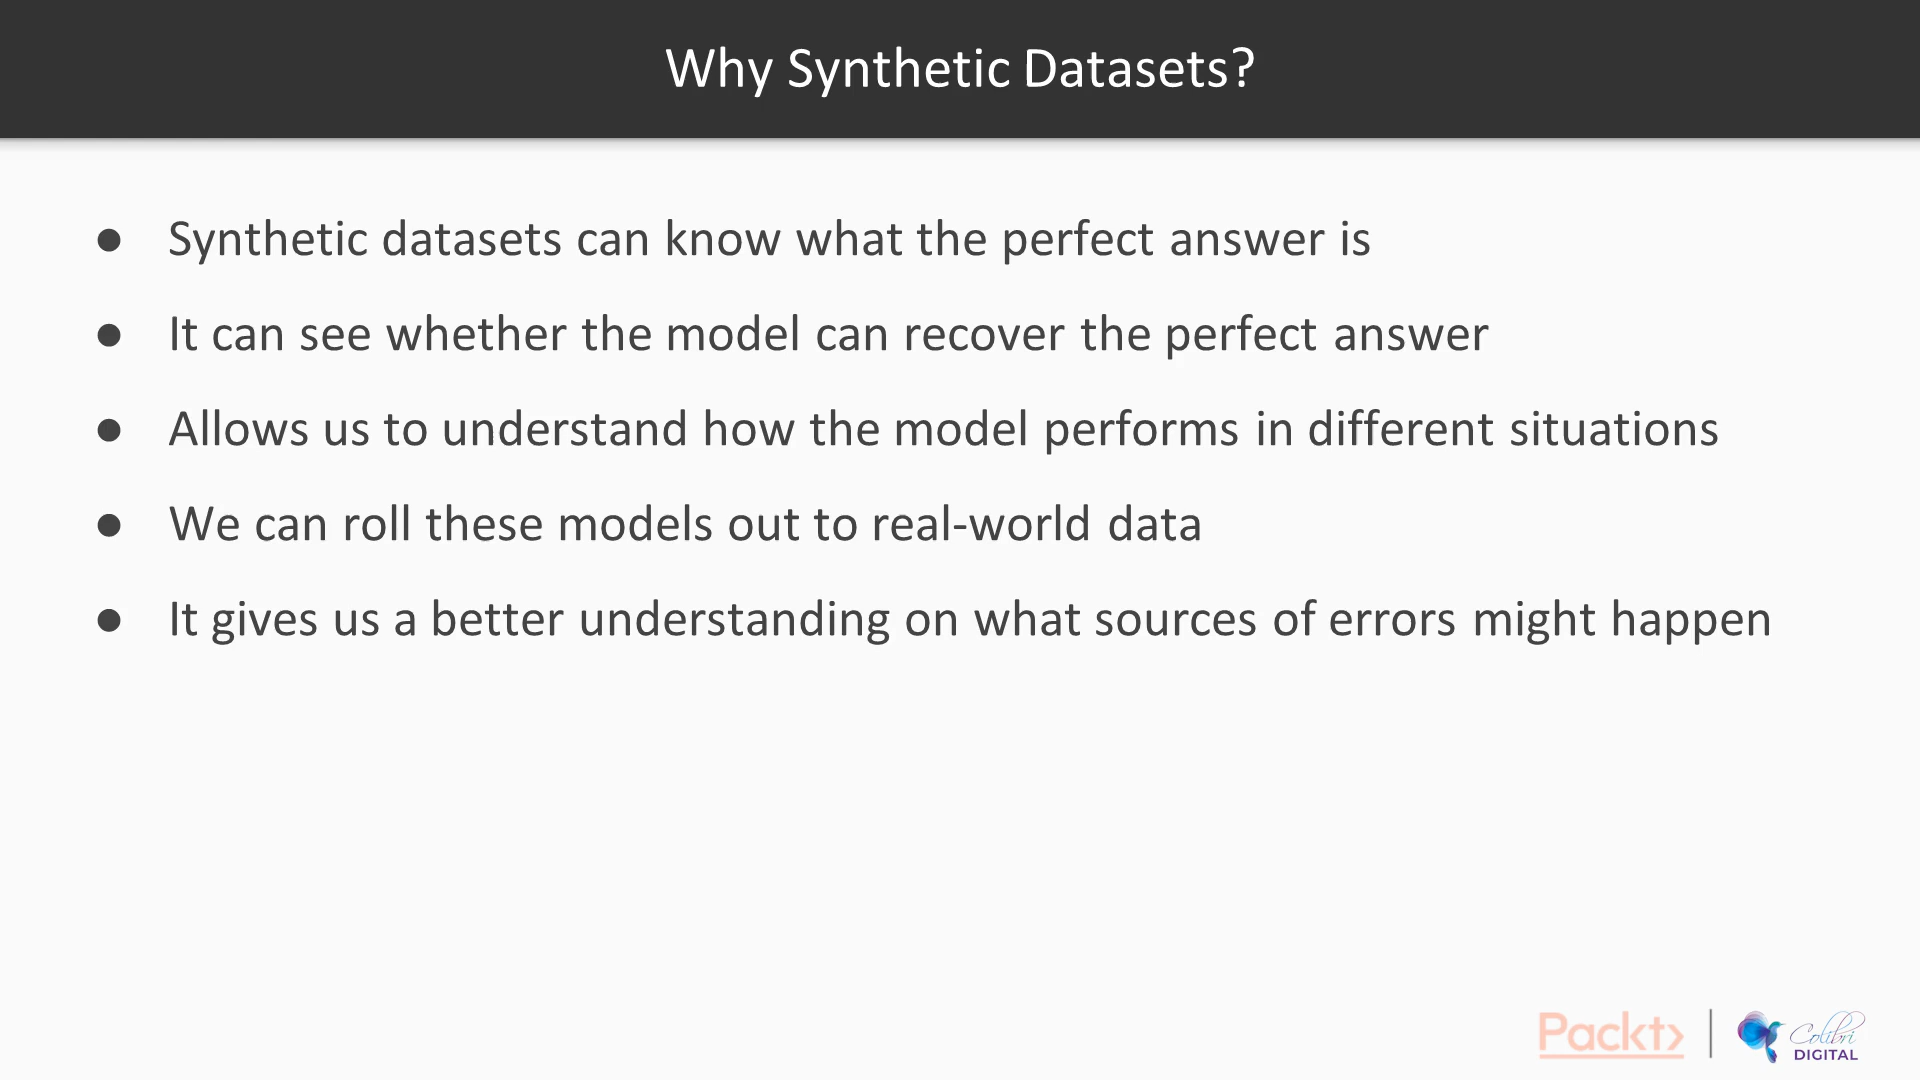 Why Synthetic Datasets?
● Synthetic datasets can know what the perfect answer is
● It can see whether the model can recover the perfect answer
● Allows us to understand how the model performs in different situations
● We can roll these models out to real-world data
● It gives us a better understanding on what sources of errors might happen
Packt>
Colibri
DIGITAL